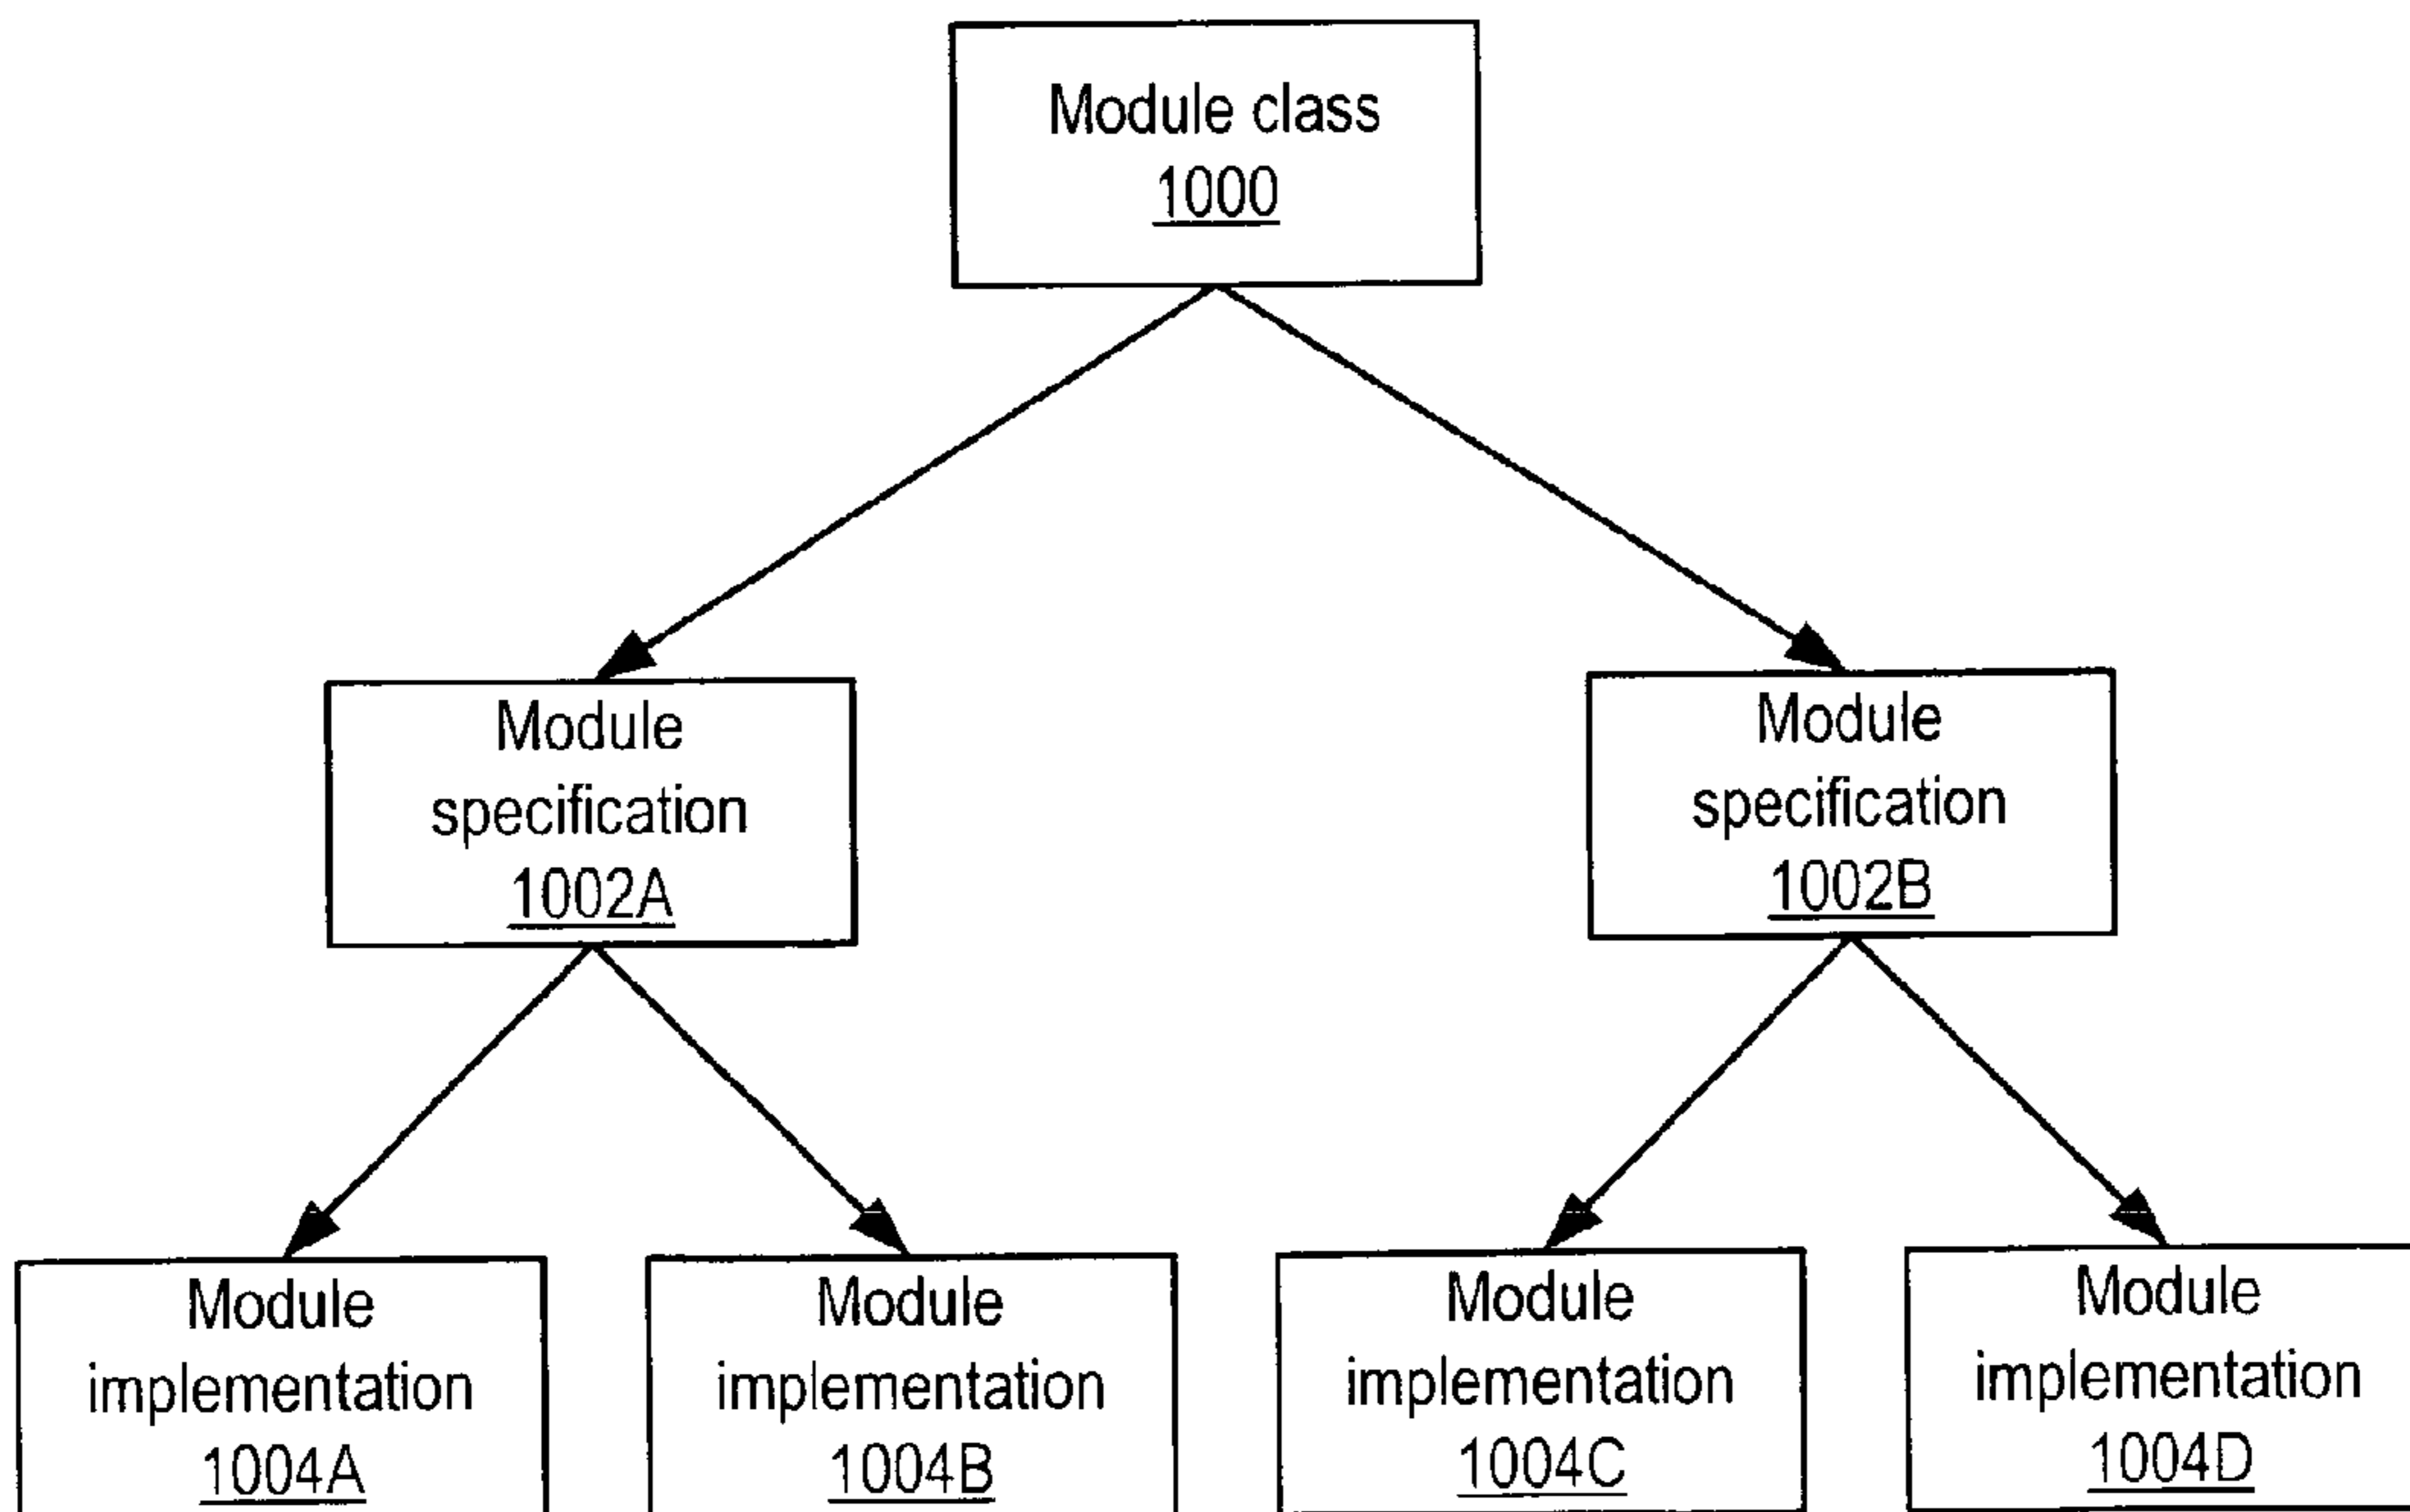 Module class
1000
Module
specification
1002A
Module
specification
1002B
Module
implementation
1004A
Module
implementation
1004B
Module
implementation
1004C
Module
implementation
1004D